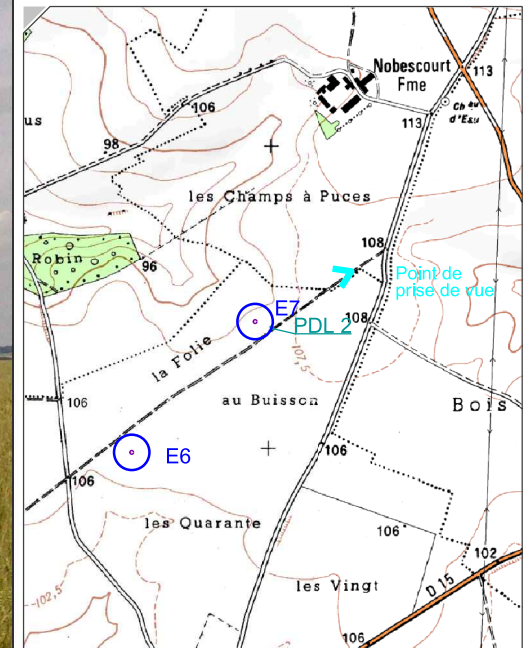 Nobescourt
Fme
113
Ch eau
d'Eau
113
106
98
us
les Champs à Puces
Robin
96
108
Point de
prise de vue
E7
PDL 2
108
107,5
la Folie
au Buisson
Bois
106
E6
106
106
les Quarante
106
102
les Vingt
D 15
102,5
106